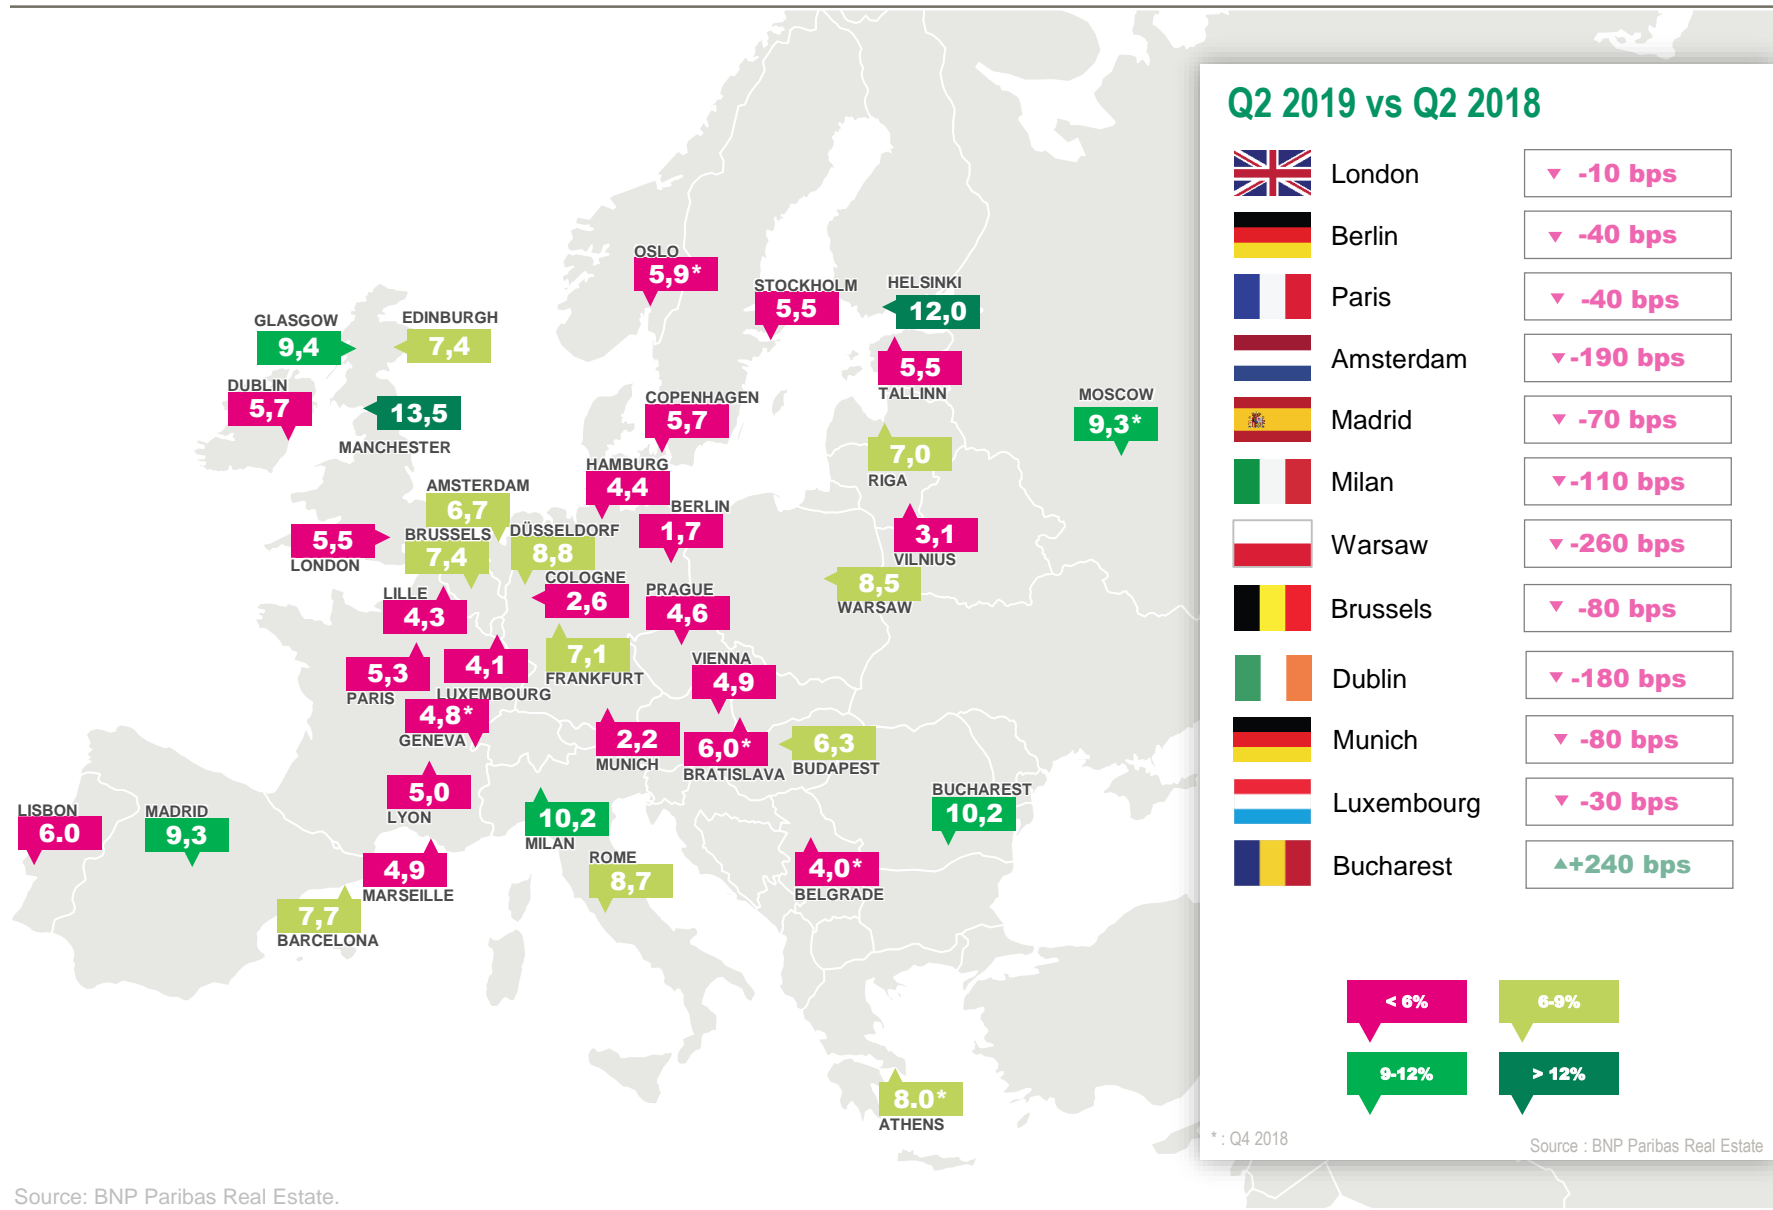 OSLO
5,9*
STOCKHOLM
5,5
HELSINKI
12,0
GLASGOW
9,4
EDINBURGH
7,4
TALLINN
5,5
DUBLIN
5,7
13,5
MANCHESTER
COPENHAGEN
5,7
MOSCOW
9,3*
7,0
RIGA
HAMBURG
4,4
AMSTERDAM
6,7
BERLIN
1,7
3,1
VILNIUS
5,5
LONDON
BRUSSELS
7,4
DÜSSELDORF
8,8
COLOGNE
2,6
PRAGUE
4,6
8,5
WARSAW
LILLE
4,3
5,3
PARIS
4,1
LUXEMBOURG
7,1
FRANKFURT
VIENNA
4,9
4,8*
GENEVA
2,2
MUNICH
6,0*
BRATISLAVA
6,3
BUDAPEST
5,0
LYON
LISBON
6.0
MADRID
9,3
10,2
MILAN
BUCHAREST
10,2
4,9
MARSEILLE
ROME
8,7
4,0*
BELGRADE
7,7
BARCELONA
8.0*
ATHENS
Q2 2019 vs Q2 2018
London -10 bps
Berlin -40 bps
Paris -40 bps
Amsterdam -190 bps
Madrid -70 bps
Milan -110 bps
Warsaw -260 bps
Brussels -80 bps
Dublin -180 bps
Munich -80 bps
Luxembourg -30 bps
Bucharest +240 bps
< 6% 6-9%
9-12% > 12%
* : Q4 2018
Source : BNP Paribas Real Estate
Source: BNP Paribas Real Estate.